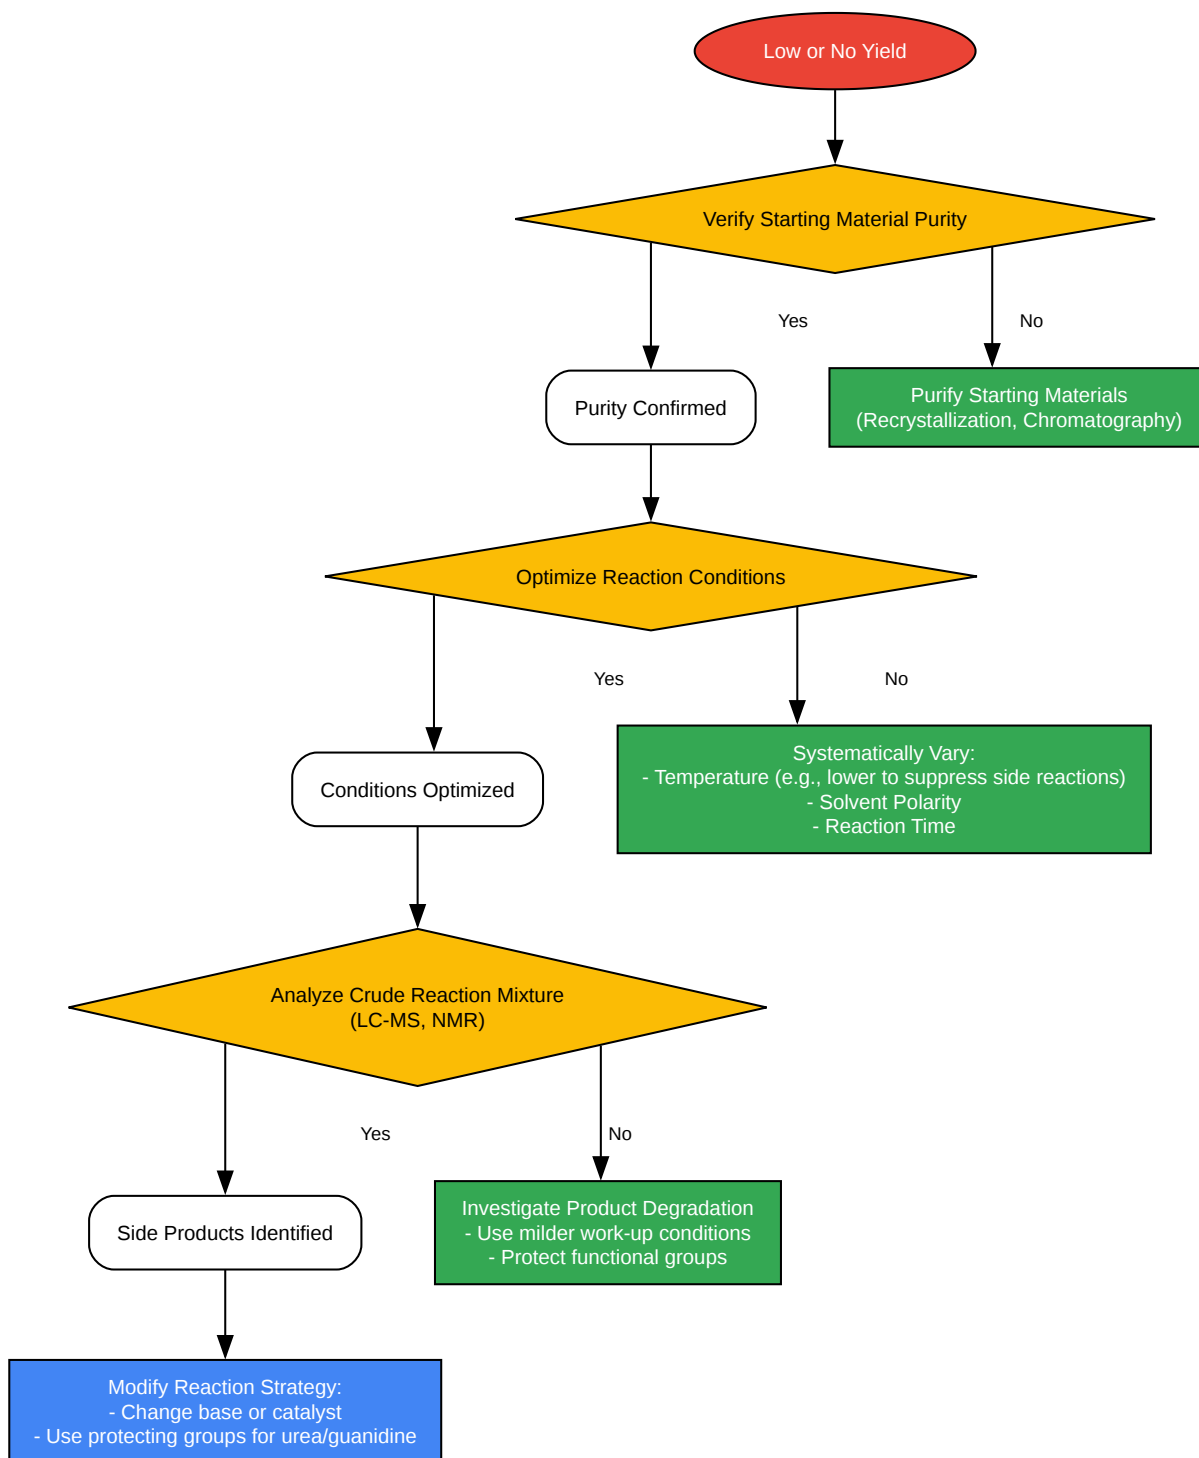 Low or No Yield
Verify Starting Material Purity
Yes
No
Purity Confirmed
Purify Starting Materials
(Recrystallization, Chromatography)
Optimize Reaction Conditions
Yes
No
Conditions Optimized
Systematically Vary:
- Temperature (e.g., lower to suppress side reactions)
- Solvent Polarity
- Reaction Time
Analyze Crude Reaction Mixture
(LC-MS, NMR)
Yes
No
Side Products Identified
Investigate Product Degradation
- Use milder work-up conditions
- Protect functional groups
Modify Reaction Strategy:
- Change base or catalyst
- Use protecting groups for urea/guanidine